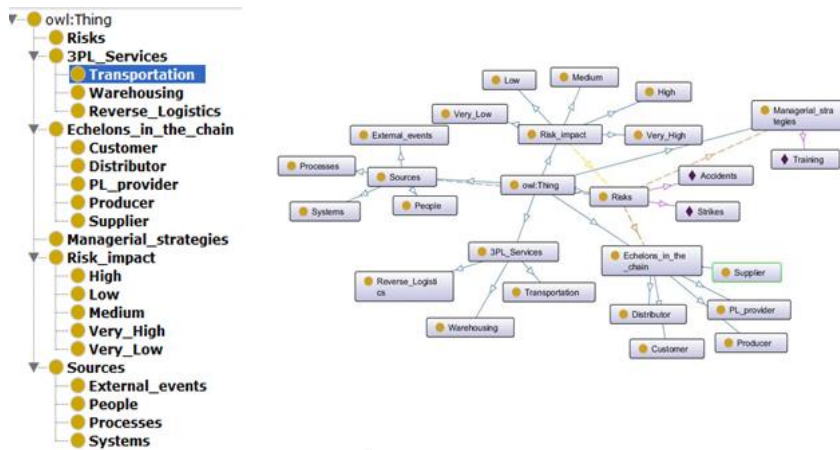 owl:Thing
Risks
3PL_Services
Transportation
Warehousing
Reverse_Logistics
Echelons_in_the_chain
Customer
Distributor
PL_provider
Producer
Supplier
Managerial_strategies
Risk_impact
High
Low
Medium
Very_High
Very_Low
Sources
External_events
People
Processes
Systems
Low
Medium
High
Very_Low
Managerial_stra
tegies
External_events
Risk_impact
Very_High
Training
Processes
Sources
Accidents
owl:Thing
Risks
Systems
People
Strikes
3PL_Services
Echelons_in_the
_chain
Supplier
Reverse_Logisti
cs
Transportation
Distributor
PL_provider
Warehousing
Customer
Producer